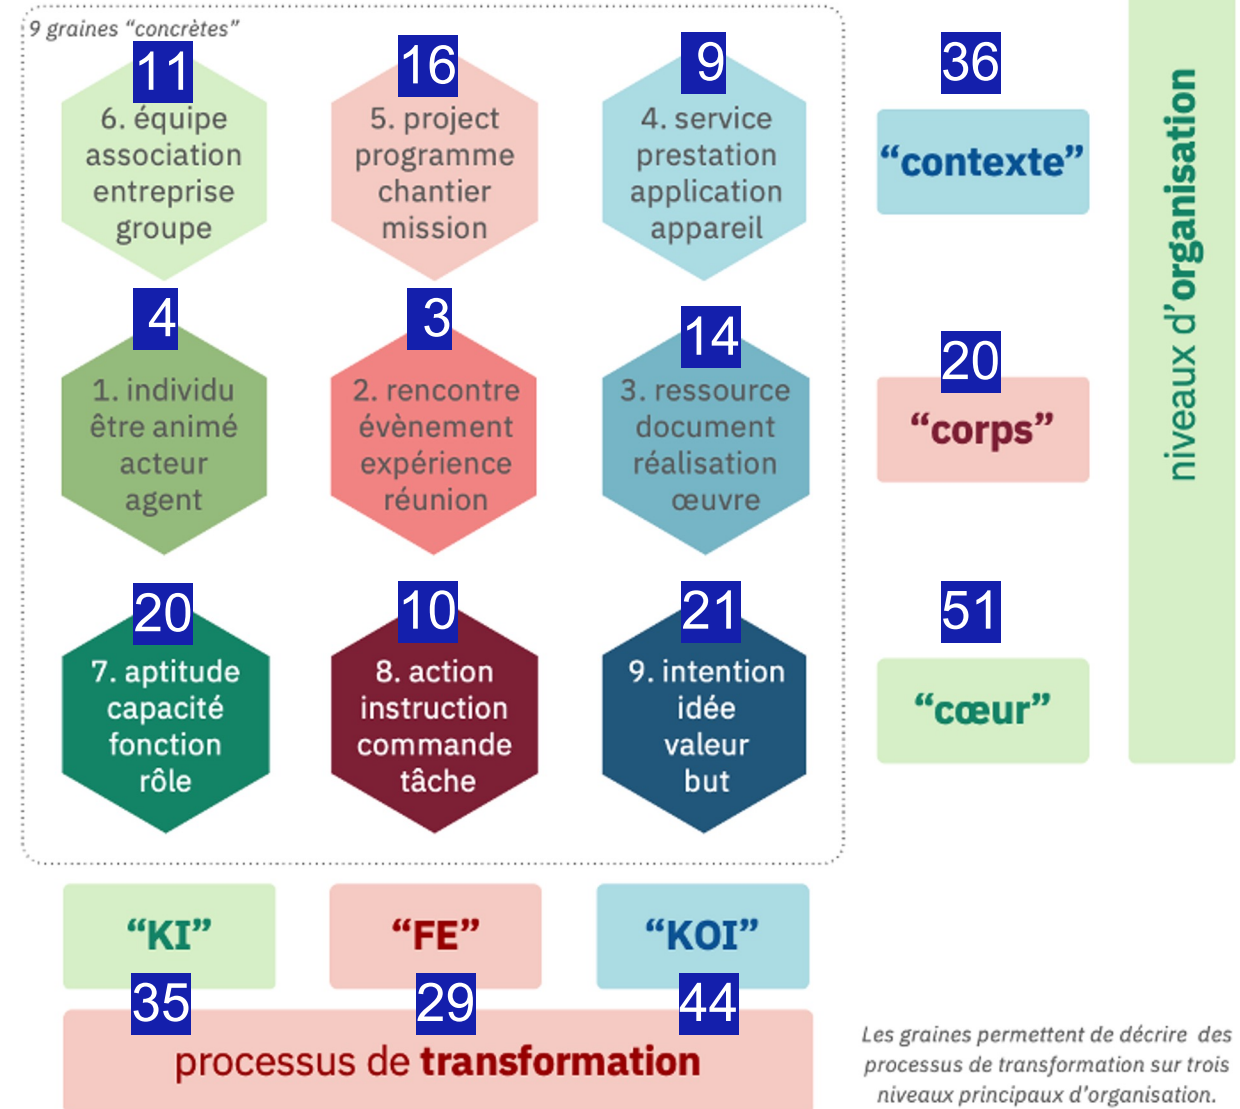 9 graines “concrètes”
11
6. équipe
association
entreprise
groupe
16
5. project
programme
chantier
mission
9
4. service
prestation
application
appareil
36
“contexte”
4
1. individu
être animé
acteur
agent
3
2. rencontre
évènement
expérience
réunion
14
3. ressource
document
réalisation
œuvre
20
“corps”
20
7. aptitude
capacité
fonction
rôle
10
8. action
instruction
commande
tâche
21
9. intention
idée
valeur
but
51
“cœur”
niveaux d’organisation
“KI”
35
“FE”
29
“KOI”
44
processus de transformation
Les graines permettent de décrire des
processus de transformation sur trois
niveaux principaux d’organisation.